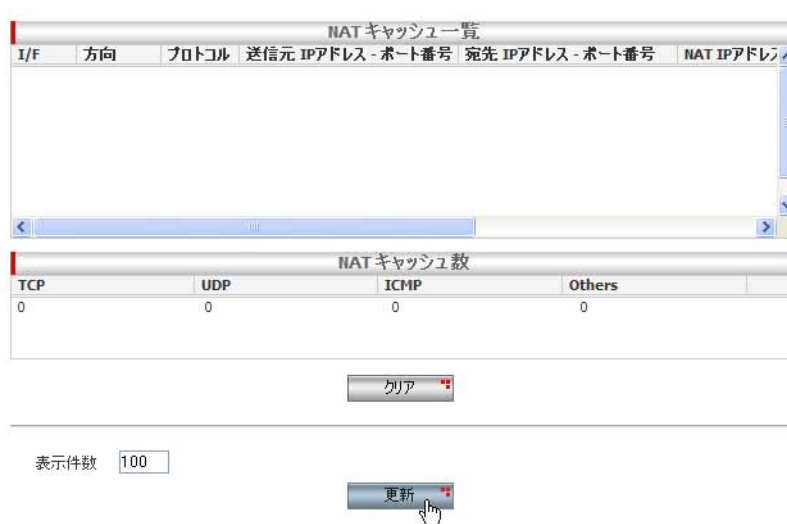 NATキャッシュ一覧
I/F 方向 プロトコル 送信元 IPアドレス - ポート番号 宛先 IPアドレス - ポート番号 NAT IPアドレス
NATキャッシュ数
TCP UDP ICMP Others
0 0 0 0
クリア
表示件数 100
更新